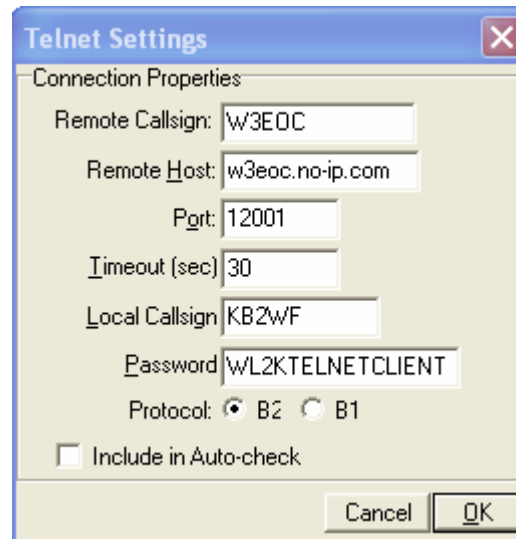 Telnet Settings
Connection Properties
Remote Callsign: W3EOC
Remote Host: w3eoc.no-ip.com
Port: 12001
Timeout (sec) 30
Local Callsign KB2WF
Password WL2KTELNETCLIENT
Protocol: B2 B1
Include in Auto-check
Cancel OK